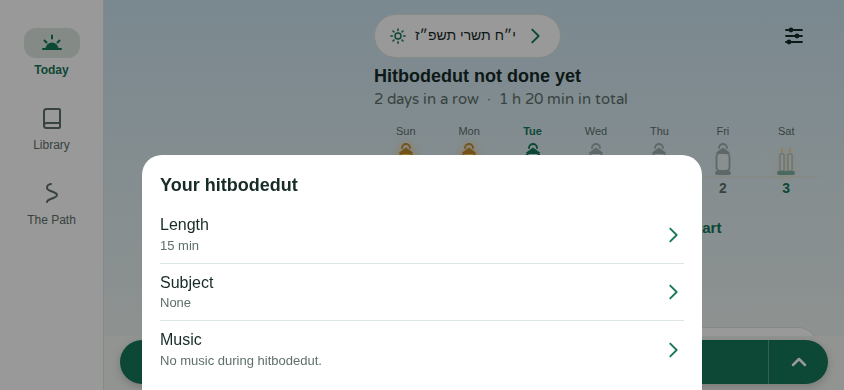 Today
Library
The Path
י״ח תשרי תשפ״ז
Hitbodedut not done yet
2 days in a row · 1 h 20 min in total
Sun Mon Tue Wed Thu Fri Sat
2 3
art
Your hitbodedut
Length
15 min
Subject
None
Music
No music during hitbodedut.